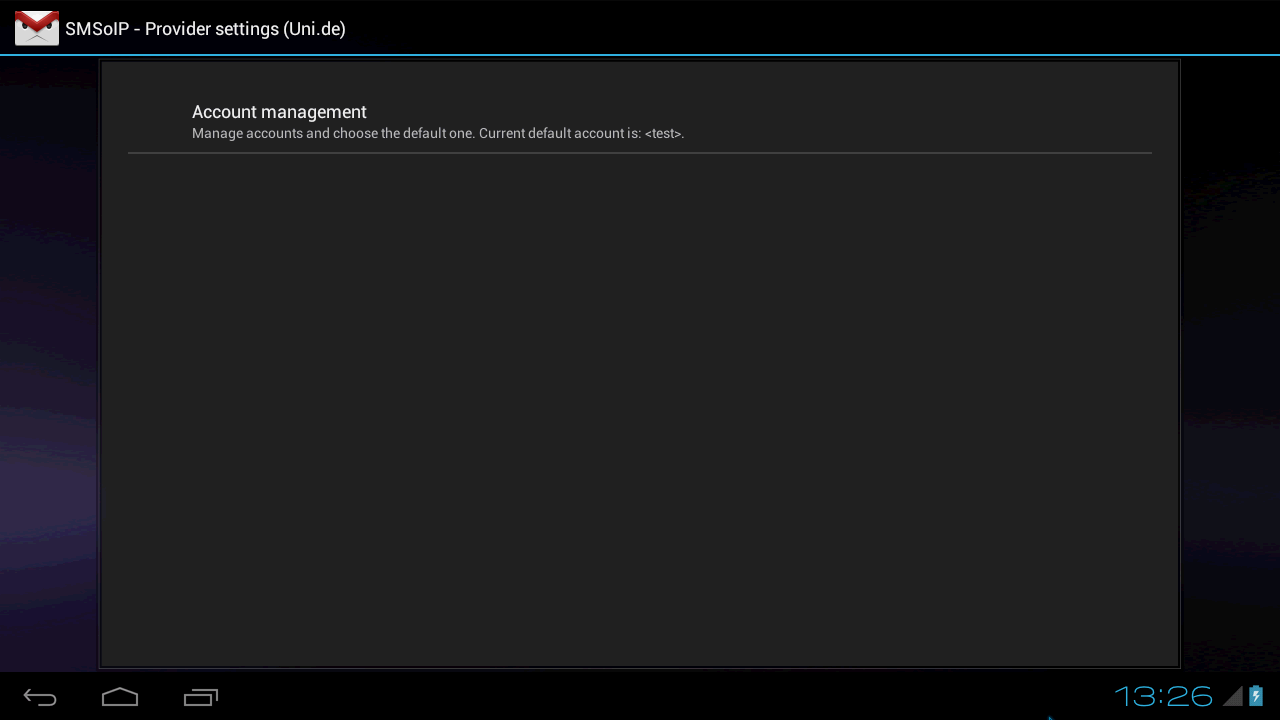 SMSoIP - Provider settings (Uni.de)
Account management
Manage accounts and choose the default one. Current default account is: <test>.
13:26